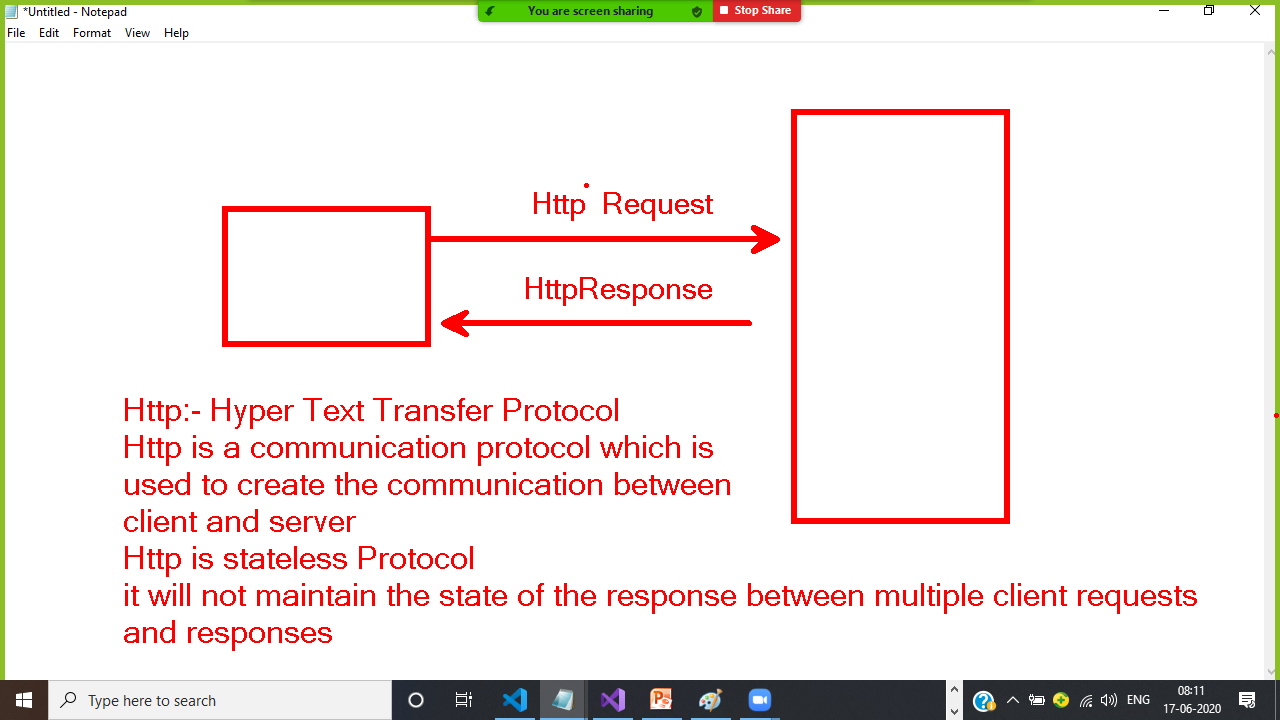 *Untitled - Notepad
You are screen sharing
Stop Share
File Edit Format View Help
Http Request
HttpResponse
Http:- Hyper Text Transfer Protocol
Http is a communication protocol which is
used to create the communication between
client and server
Http is stateless Protocol
it will not maintain the state of the response between multiple client requests
and responses
Type here to search
ENG
08:11
17-06-2020